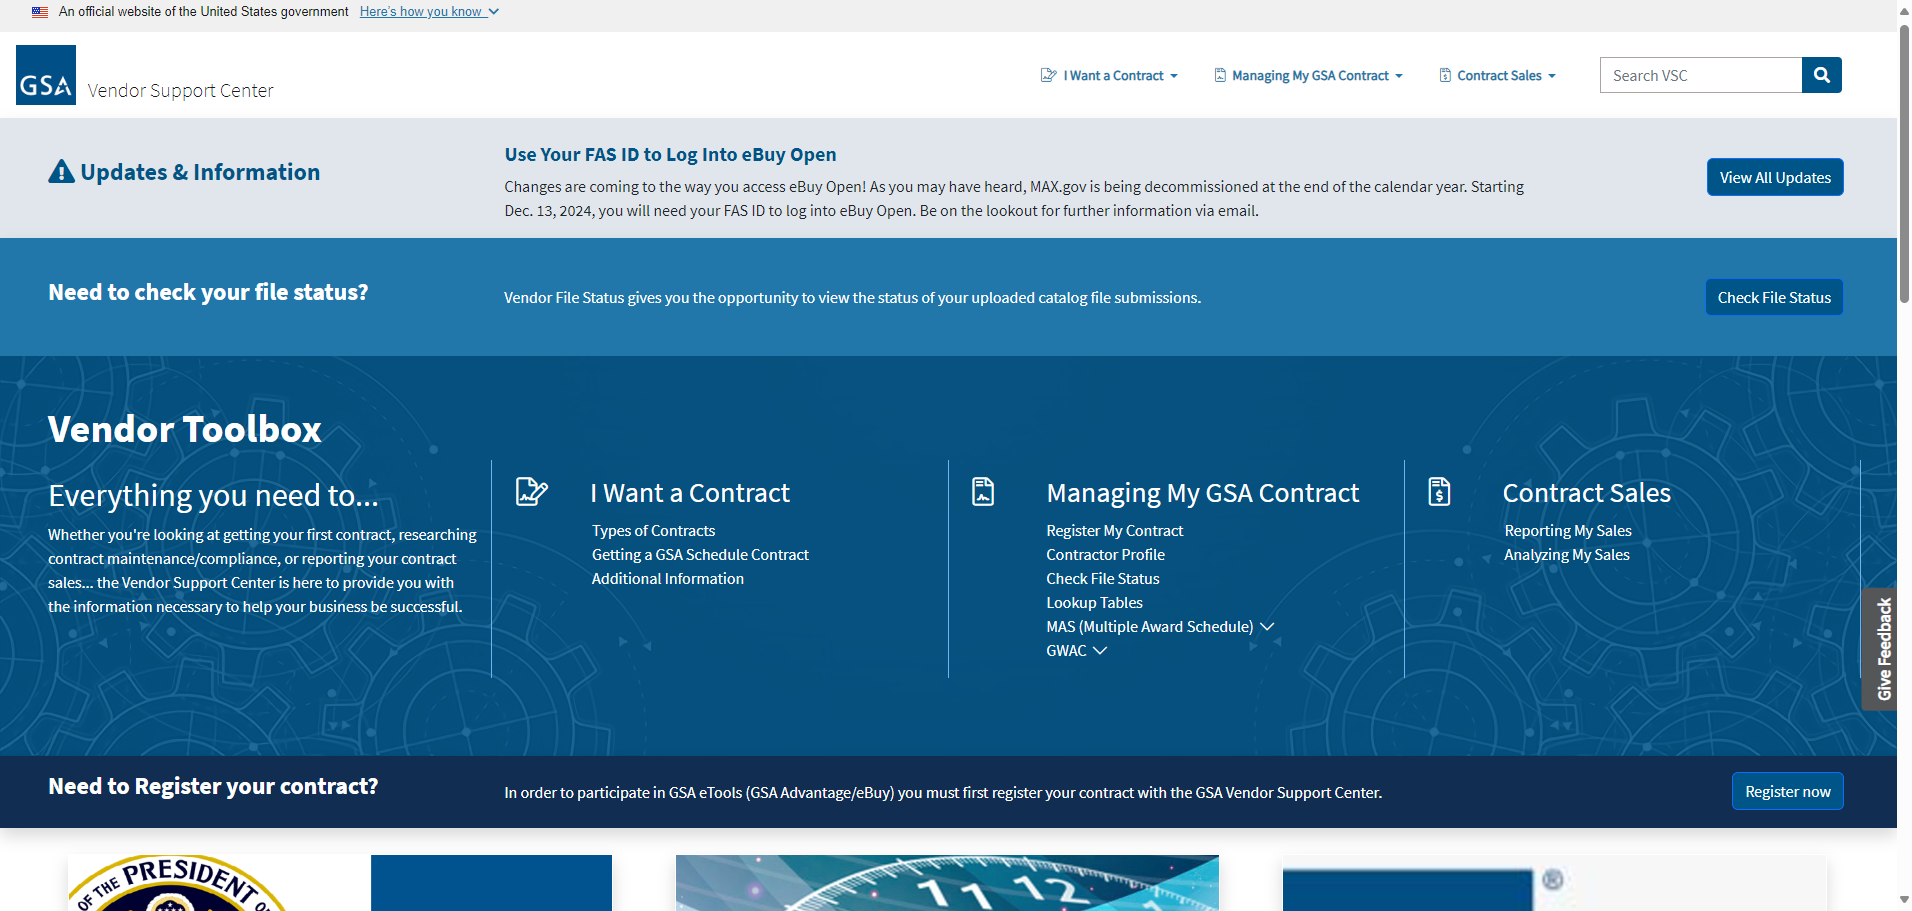 An official website of the United States government Here's how you know
GSA Vendor Support Center
I Want a Contract
Managing My GSA Contract
Contract Sales
Search VSC
Updates & Information
Use Your FAS ID to Log Into eBuy Open
Changes are coming to the way you access eBuy Open! As you may have heard, MAX.gov is being decommissioned at the end of the calendar year. Starting
Dec. 13, 2024, you will need your FAS ID to log into eBuy Open. Be on the lookout for further information via email.
View All Updates
Need to check your file status?
Vendor File Status gives you the opportunity to view the status of your uploaded catalog file submissions.
Check File Status
Vendor Toolbox
Everything you need to...
Whether you're looking at getting your first contract, researching
contract maintenance/compliance, or reporting your contract
sales... the Vendor Support Center is here to provide you with
the information necessary to help your business be successful.
I Want a Contract
Types of Contracts
Getting a GSA Schedule Contract
Additional Information
Managing My GSA Contract
Register My Contract
Contractor Profile
Check File Status
Lookup Tables
MAS (Multiple Award Schedule)
GWAC
Contract Sales
Reporting My Sales
Analyzing My Sales
Give Feedback
Need to Register your contract?
In order to participate in GSA eTools (GSA Advantage/eBuy) you must first register your contract with the GSA Vendor Support Center.
Register now
OF THE PRESIDENT
11 12